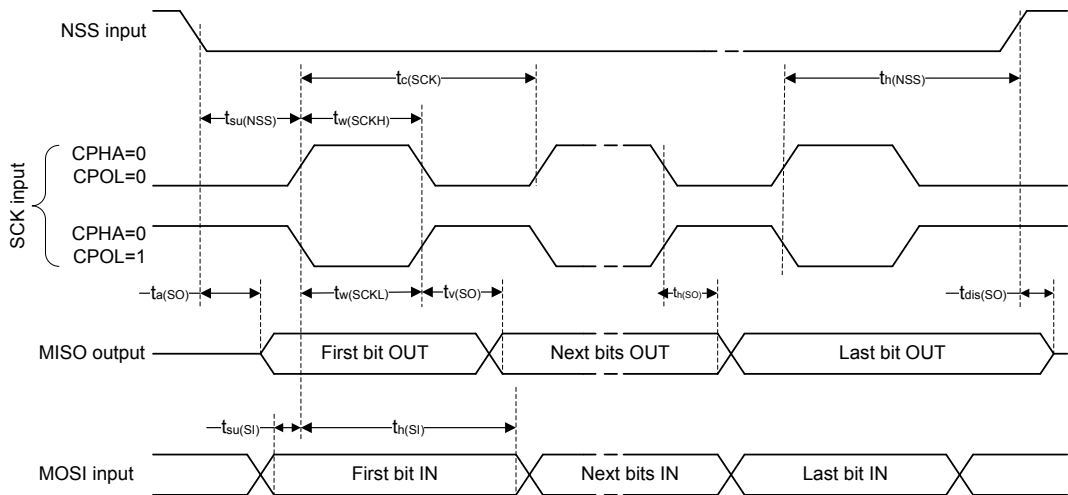 NSS input
tc(SCK)
th(NSS)
tsu(NSS)
tw(SCKH)
SCK input
CPHA=0
CPOL=0
CPHA=0
CPOL=1
ta(SO)
tw(SCKL)
tv(SO)
th(SO)
tdis(SO)
MISO output
First bit OUT
Next bits OUT
Last bit OUT
tsu(SI)
th(SI)
MOSI input
First bit IN
Next bits IN
Last bit IN